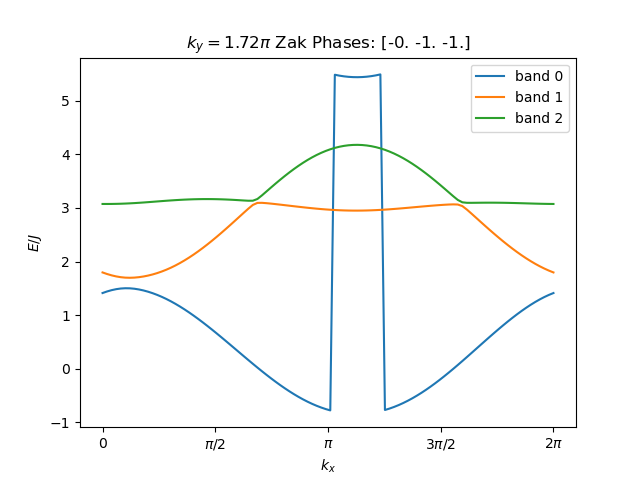 $k_y = 1.72\pi$ Zak Phases: [-0. -1. -1.]
band 0
band 1
band 2
E/J
5
4
3
2
1
0
−1
0 π/2 π 3π/2 2π
$k_x$